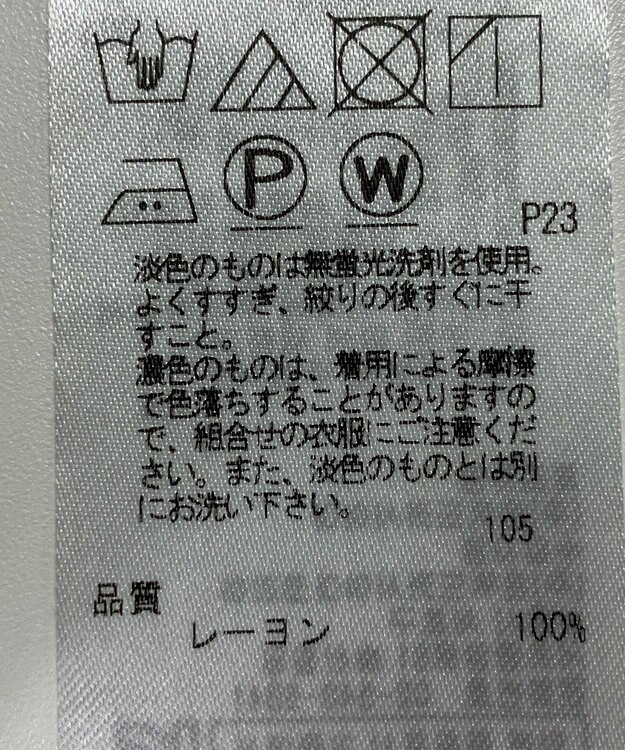 P
W
P23
淡色のものは無蛍光洗剤を使用。
よくすすぎ、絞りの後すぐに干
すこと。
濃色のものは、着用による摩擦
で色落ちすることがありますの
で、組合せの衣服にご注意くだ
さい。また、淡色のものとは別
にお洗い下さい。
105
品質
レーヨン 100%